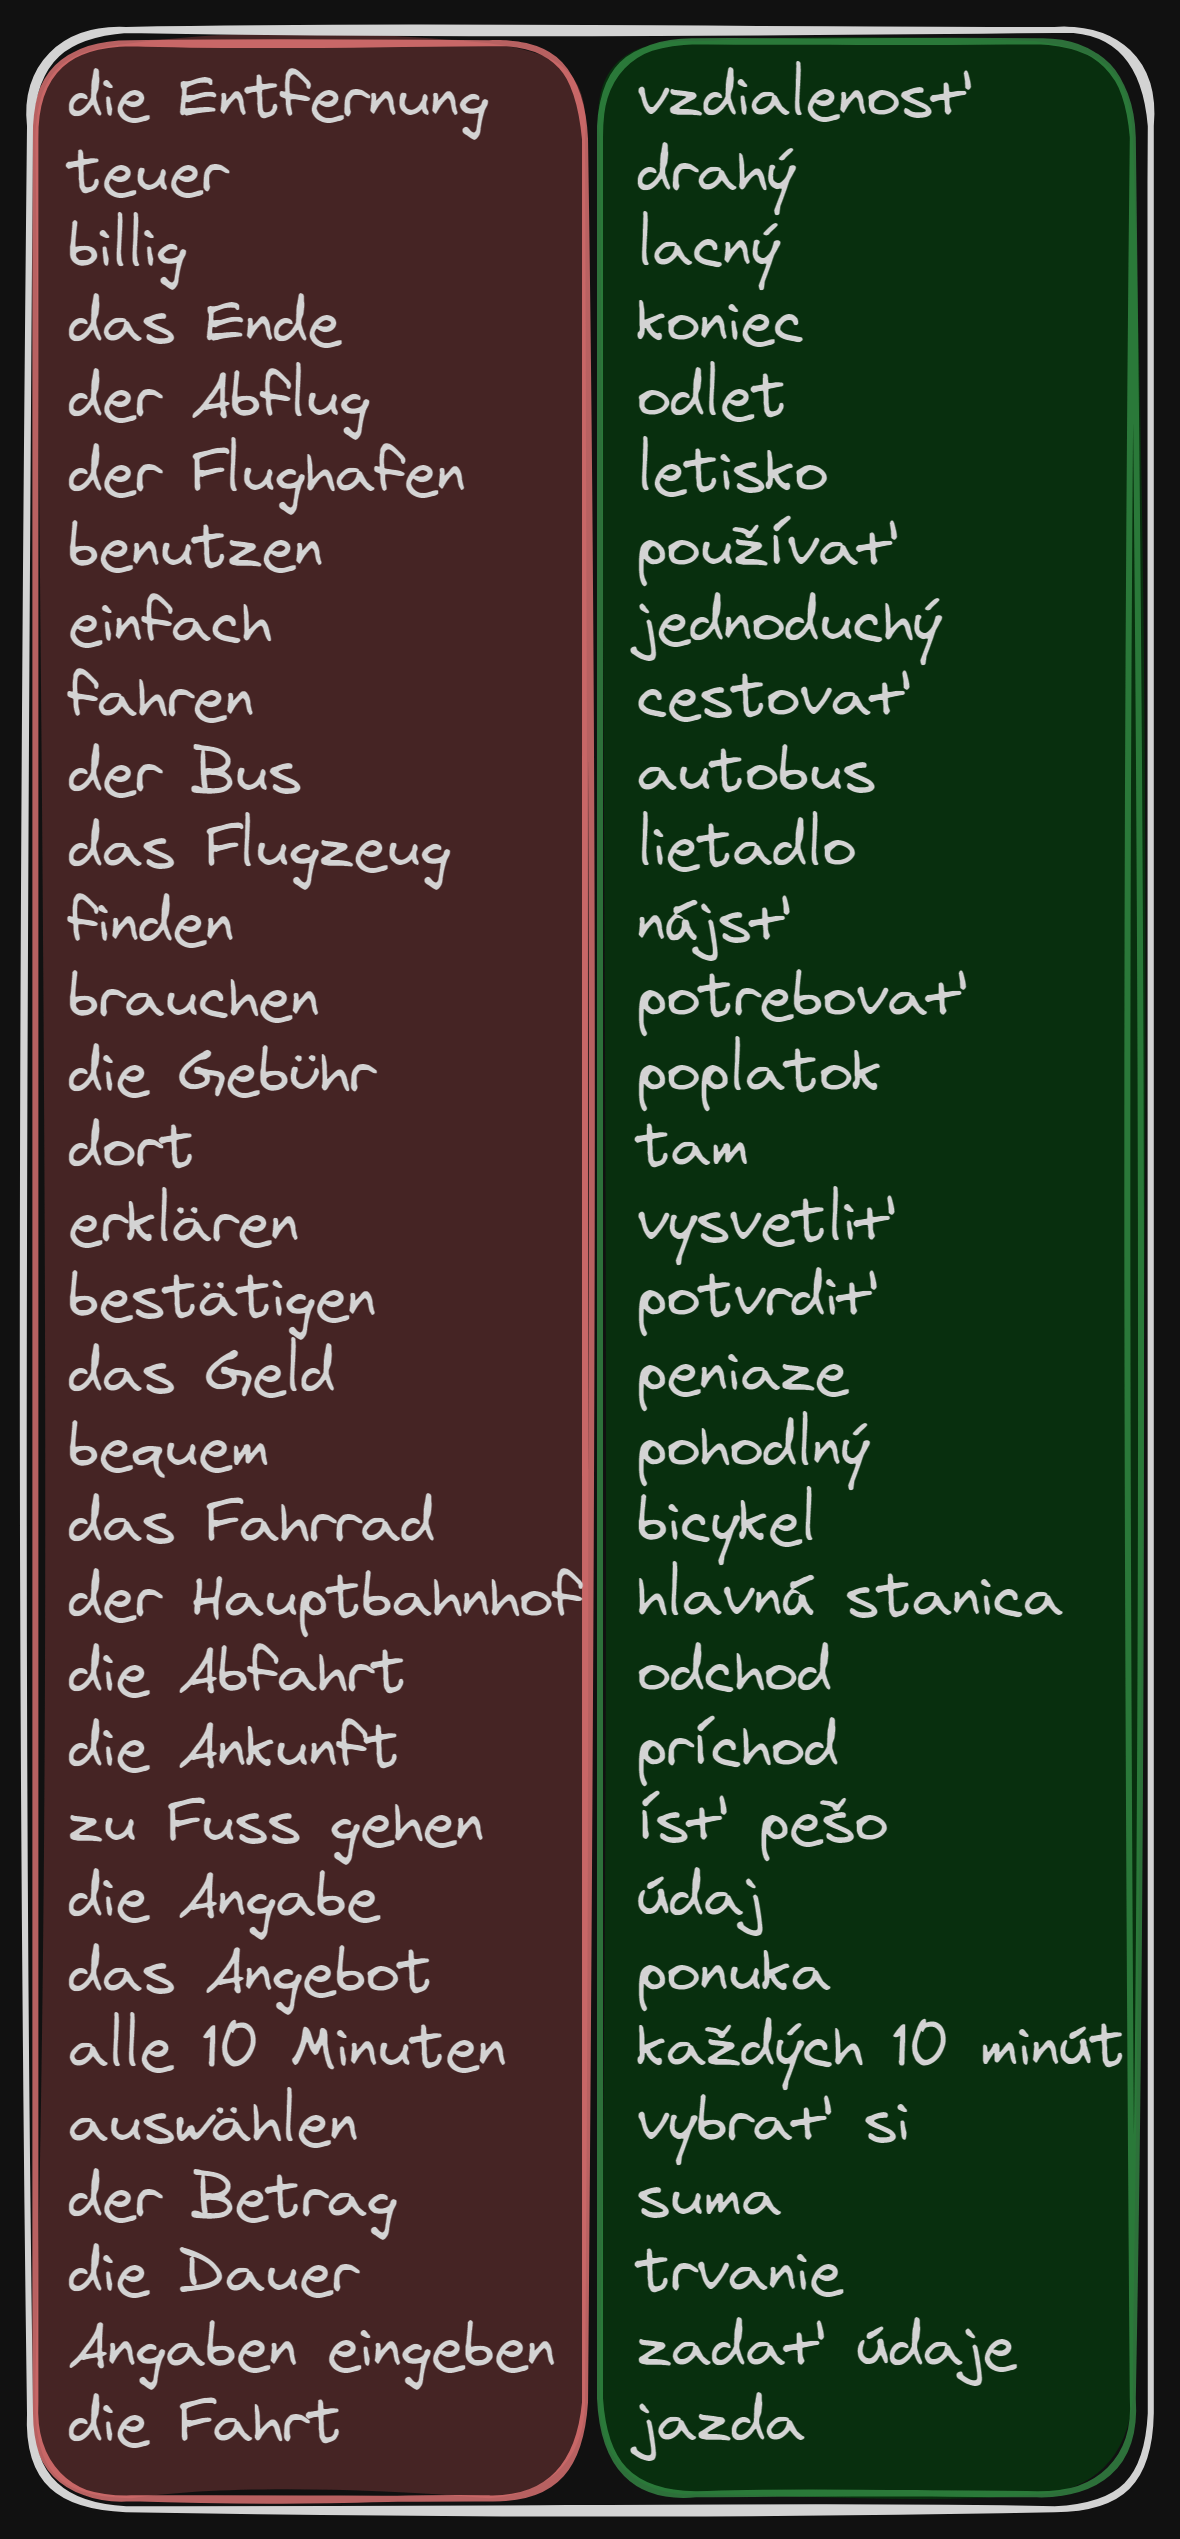 die Entfernung
teuer
billig
das Ende
der Abflug
der Flughafen
benutzen
einfach
fahren
der Bus
das Flugzeug
finden
brauchen
die Gebühr
dort
erklären
bestätigen
das Geld
bequem
das Fahrrad
der Hauptbahnhof
die Abfahrt
die Ankunft
zu Fuss gehen
die Angabe
das Angebot
alle 10 Minuten
auswählen
der Betrag
die Dauer
Angaben eingeben
die Fahrt
vzdialenosť
drahý
lacný
koniec
odlet
letisko
používať
jednoduchý
cestovať
autobus
lietadlo
nájsť
potrebovať
poplatok
tam
vysvetliť
potvrdiť
peniaze
pohodlný
bicykel
hlavná stanica
odchod
príchod
ísť pešo
údaj
ponuka
každých 10 minút
vybrať si
suma
trvanie
zadať údaje
jazda